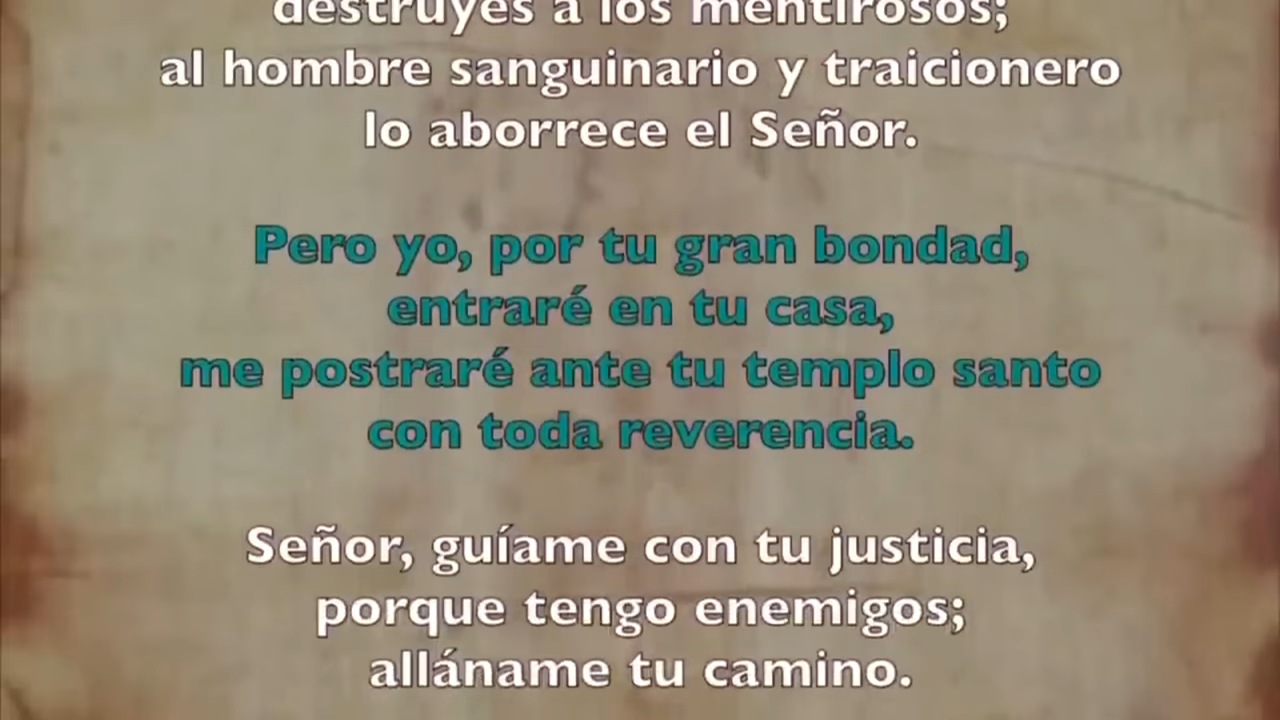 destruyes a los mentirosos;
al hombre sanguinario y traicionero
lo aborrece el Señor.
Pero yo, por tu gran bondad,
entraré en tu casa,
me postraré ante tu templo santo
con toda reverencia.
Señor, guíame con tu justicia,
porque tengo enemigos;
alláname tu camino.